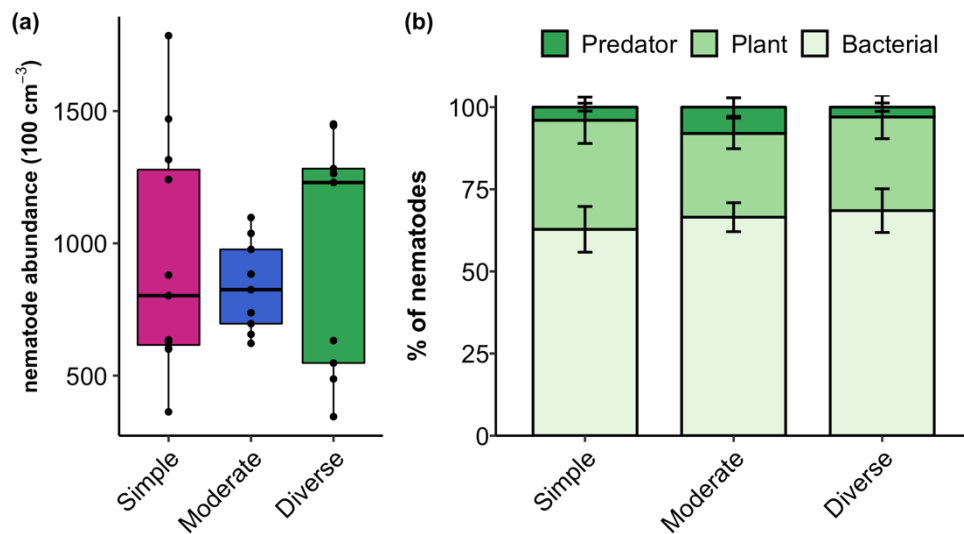 (a)
nematode abundance (100 cm⁻³)
1500
1000
500
Simple
Moderate
Diverse
(b)
Predator Plant Bacterial
% of nematodes
100
75
50
25
0
Simple
Moderate
Diverse